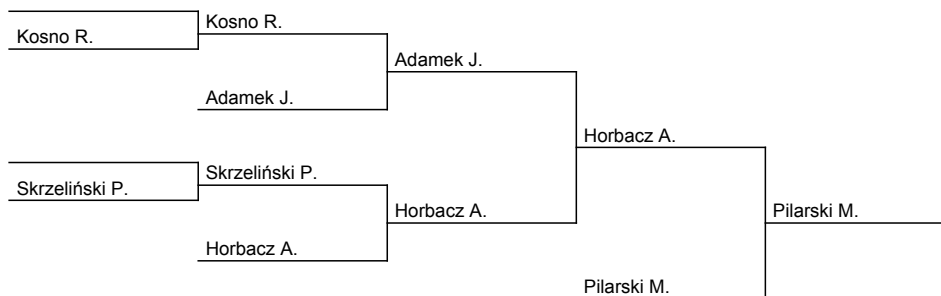 Kosno R.
Kosno R.
Adamek J.
Adamek J.
Horbacz A.
Skrzeliński P.
Skrzeliński P.
Horbacz A.
Pilarski M.
Horbacz A.
Pilarski M.